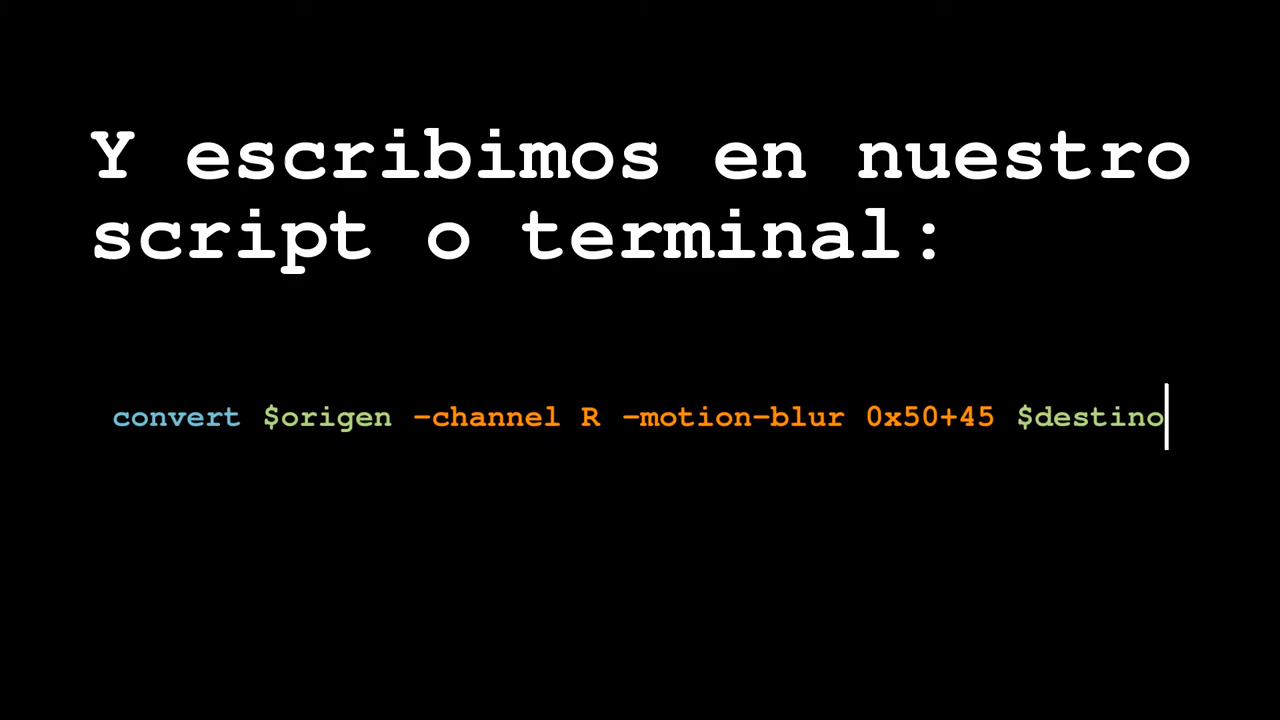 Y escribimos en nuestro
script o terminal:
convert $origen -channel R -motion-blur 0x50+45 $destino